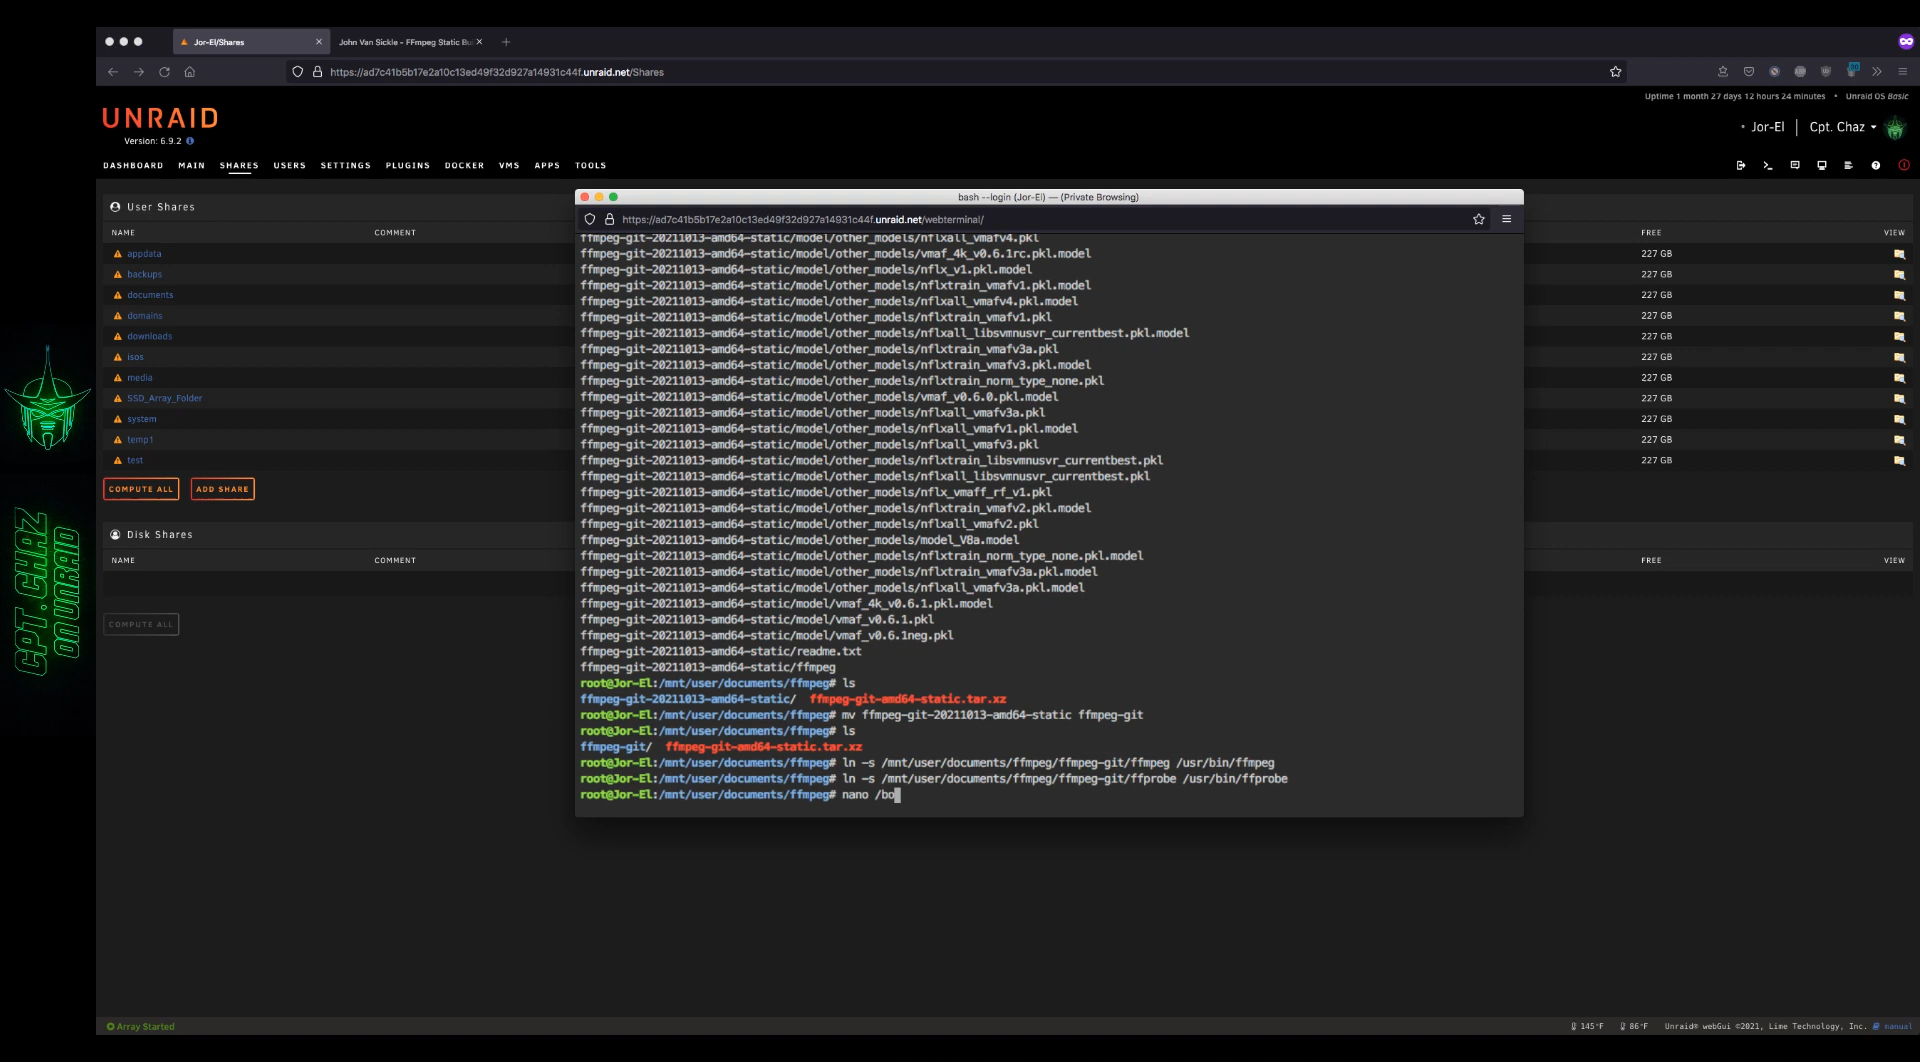 Jor-El/Shares
John Van Sickle - FFmpeg Static Bu
https://ad7c41b5b17e2a10c13ed49f32d927a14931c44f.unraid.net/Shares
20
Uptime 1 month 27 days 12 hours 24 minutes • Unraid OS Basic
UNRAID
Version: 6.9.2
Jor-El
Cpt. Chaz
DASHBOARD MAIN SHARES USERS SETTINGS PLUGINS DOCKER VMS APPS TOOLS
User Shares
NAME COMMENT FREE VIEW
appdata 227 GB
backups 227 GB
documents 227 GB
domains 227 GB
downloads 227 GB
isos 227 GB
media 227 GB
SSD_Array_Folder 227 GB
system 227 GB
temp1 227 GB
test 227 GB
COMPUTE ALL ADD SHARE
Disk Shares
NAME COMMENT FREE VIEW
COMPUTE ALL
bash --login (Jor-El) — (Private Browsing)
https://ad7c41b5b17e2a10c13ed49f32d927a14931c44f.unraid.net/webterminal/
ffmpeg-git-20211013-amd64-static/model/other_models/nflxall_vmafv4.pkl
ffmpeg-git-20211013-amd64-static/model/other_models/vmaf_4k_v0.6.1rc.pkl.model
ffmpeg-git-20211013-amd64-static/model/other_models/nflx_v1.pkl.model
ffmpeg-git-20211013-amd64-static/model/other_models/nflxtrain_vmafv1.pkl.model
ffmpeg-git-20211013-amd64-static/model/other_models/nflxall_vmafv4.pkl.model
ffmpeg-git-20211013-amd64-static/model/other_models/nflxtrain_vmafv1.pkl
ffmpeg-git-20211013-amd64-static/model/other_models/nflxall_libsvmnusvr_currentbest.pkl.model
ffmpeg-git-20211013-amd64-static/model/other_models/nflxtrain_vmafv3a.pkl
ffmpeg-git-20211013-amd64-static/model/other_models/nflxtrain_vmafv3.pkl.model
ffmpeg-git-20211013-amd64-static/model/other_models/nflxtrain_norm_type_none.pkl
ffmpeg-git-20211013-amd64-static/model/other_models/vmaf_v0.6.0.pkl.model
ffmpeg-git-20211013-amd64-static/model/other_models/nflxall_vmafv3a.pkl
ffmpeg-git-20211013-amd64-static/model/other_models/nflxall_vmafv1.pkl.model
ffmpeg-git-20211013-amd64-static/model/other_models/nflxall_vmafv3.pkl
ffmpeg-git-20211013-amd64-static/model/other_models/nflxtrain_libsvmnusvr_currentbest.pkl
ffmpeg-git-20211013-amd64-static/model/other_models/nflxall_libsvmnusvr_currentbest.pkl
ffmpeg-git-20211013-amd64-static/model/other_models/nflx_vmaff_rf_v1.pkl
ffmpeg-git-20211013-amd64-static/model/other_models/nflxtrain_vmafv2.pkl.model
ffmpeg-git-20211013-amd64-static/model/other_models/nflxall_vmafv2.pkl
ffmpeg-git-20211013-amd64-static/model/other_models/model_V8a.model
ffmpeg-git-20211013-amd64-static/model/other_models/nflxtrain_norm_type_none.pkl.model
ffmpeg-git-20211013-amd64-static/model/other_models/nflxtrain_vmafv3a.pkl.model
ffmpeg-git-20211013-amd64-static/model/other_models/nflxall_vmafv3a.pkl.model
ffmpeg-git-20211013-amd64-static/model/vmaf_4k_v0.6.1.pkl.model
ffmpeg-git-20211013-amd64-static/model/vmaf_v0.6.1.pkl
ffmpeg-git-20211013-amd64-static/model/vmaf_v0.6.1neg.pkl
ffmpeg-git-20211013-amd64-static/readme.txt
ffmpeg-git-20211013-amd64-static/ffmpeg
root@Jor-El:/mnt/user/documents/ffmpeg# ls
ffmpeg-git-20211013-amd64-static/ ffmpeg-git-amd64-static.tar.xz
root@Jor-El:/mnt/user/documents/ffmpeg# mv ffmpeg-git-20211013-amd64-static ffmpeg-git
root@Jor-El:/mnt/user/documents/ffmpeg# ls
ffmpeg-git/ ffmpeg-git-amd64-static.tar.xz
root@Jor-El:/mnt/user/documents/ffmpeg# ln -s /mnt/user/documents/ffmpeg/ffmpeg-git/ffmpeg /usr/bin/ffmpeg
root@Jor-El:/mnt/user/documents/ffmpeg# ln -s /mnt/user/documents/ffmpeg/ffmpeg-git/ffprobe /usr/bin/ffprobe
root@Jor-El:/mnt/user/documents/ffmpeg# nano /bo
CPT.CHAZ
ON UNRAID
Array Started
145°F 86°F Unraid® webGui ©2021, Lime Technology, Inc. manual